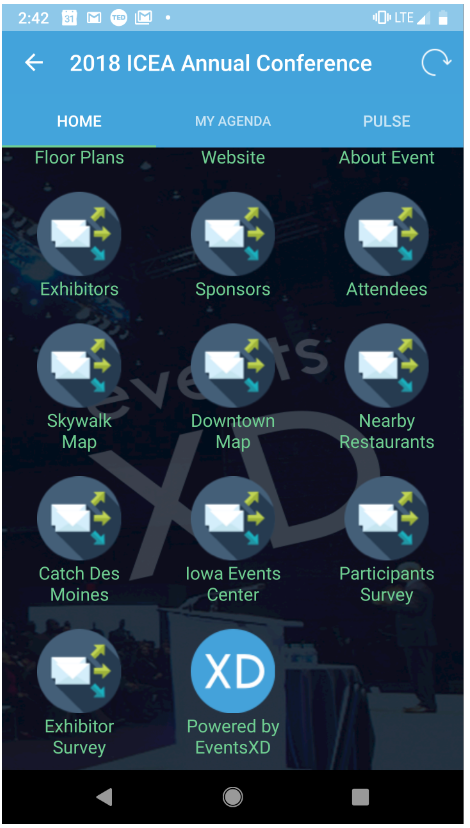 2:42 31 TED LTE
2018 ICEA Annual Conference
HOME MY AGENDA PULSE
Floor Plans Website About Event
Exhibitors Sponsors Attendees
Skywalk Downtown Nearby
Map Map Restaurants
Catch Des Iowa Events Participants
Moines Center Survey
XD
Exhibitor Powered by
Survey EventsXD
events
XD